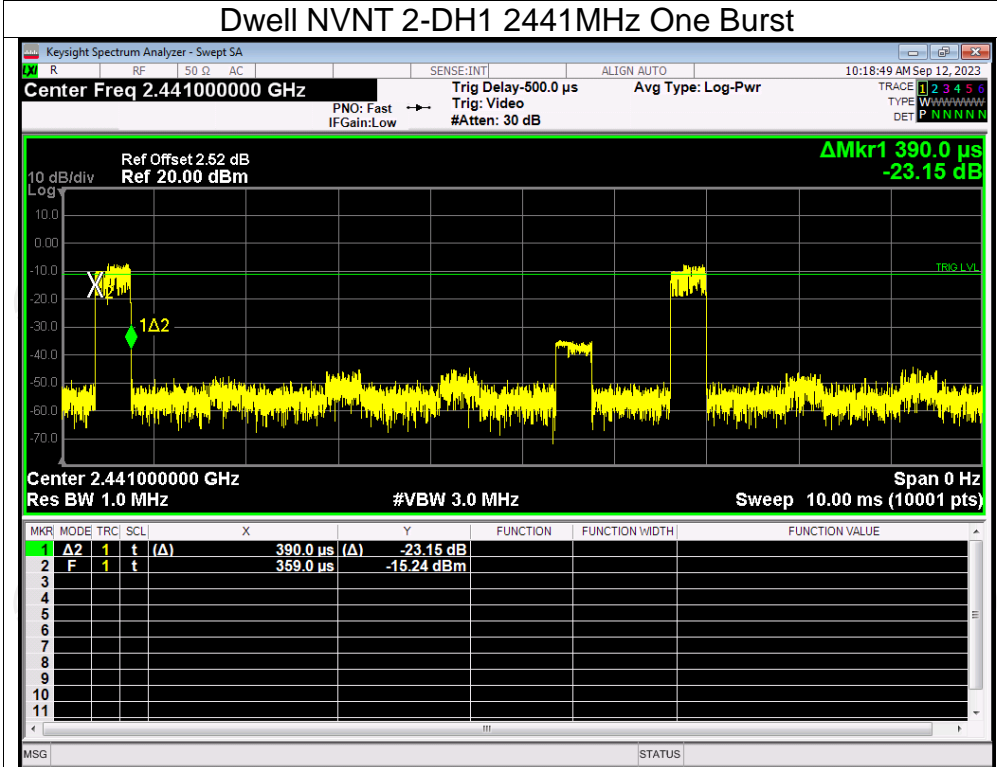 Dwell NVNT 2-DH1 2441MHz One Burst
Keysight Spectrum Analyzer - Swept SA
LXI R RF 50 Ω AC SENSE:INT ALIGN AUTO 10:18:49 AM Sep 12, 2023
Center Freq 2.441000000 GHz Trig Delay-500.0 µs Avg Type: Log-Pwr TRACE 1 2 3 4 5 6
PNO: Fast Trig: Video TYPE W W W W W W
IFGain:Low #Atten: 30 dB DET P N N N N N
ΔMkr1 390.0 µs
-23.15 dB
Ref Offset 2.52 dB
10 dB/div Ref 20.00 dBm
Log
10.0
0.00
-10.0
TRIG LVL
-20.0
2
-30.0
1Δ2
-40.0
-50.0
-60.0
-70.0
Center 2.441000000 GHz Span 0 Hz
Res BW 1.0 MHz #VBW 3.0 MHz Sweep 10.00 ms (10001 pts)
MKR MODE TRC SCL X Y FUNCTION FUNCTION WIDTH FUNCTION VALUE
1 Δ2 1 t (Δ) 390.0 µs (Δ) -23.15 dB
2 F 1 t 359.0 µs -15.24 dBm
3
4
5
6
7
8
9
10
11
MSG STATUS